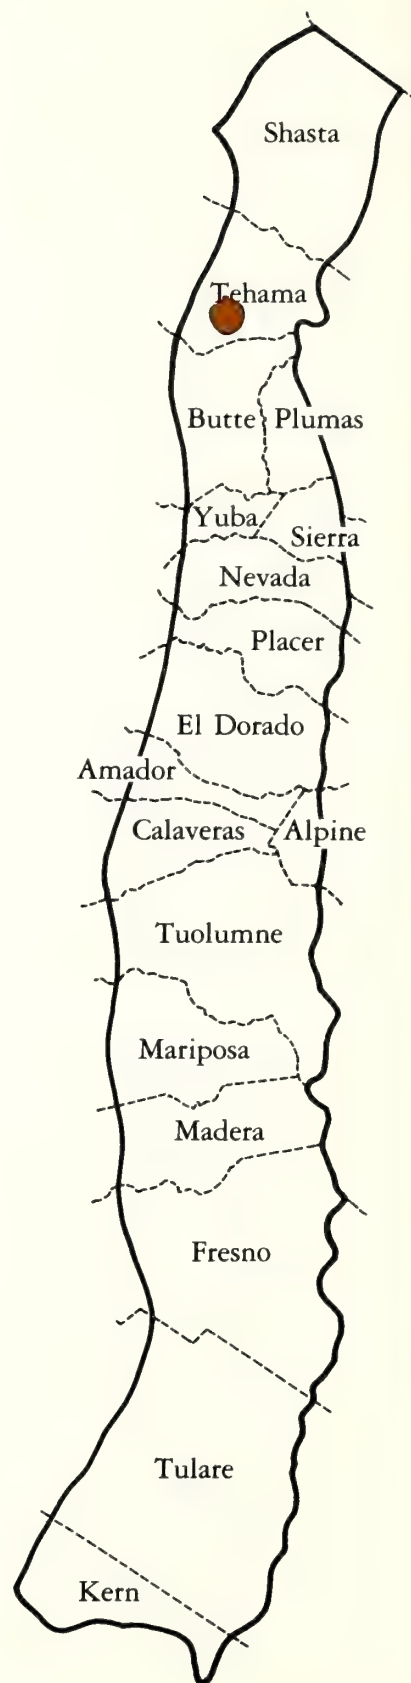 Shasta
Tehama
Butte Plumas
Yuba
Sierra
Nevada
Placer
El Dorado
Amador
Calaveras Alpine
Tuolumne
Mariposa
Madera
Fresno
Tulare
Kern